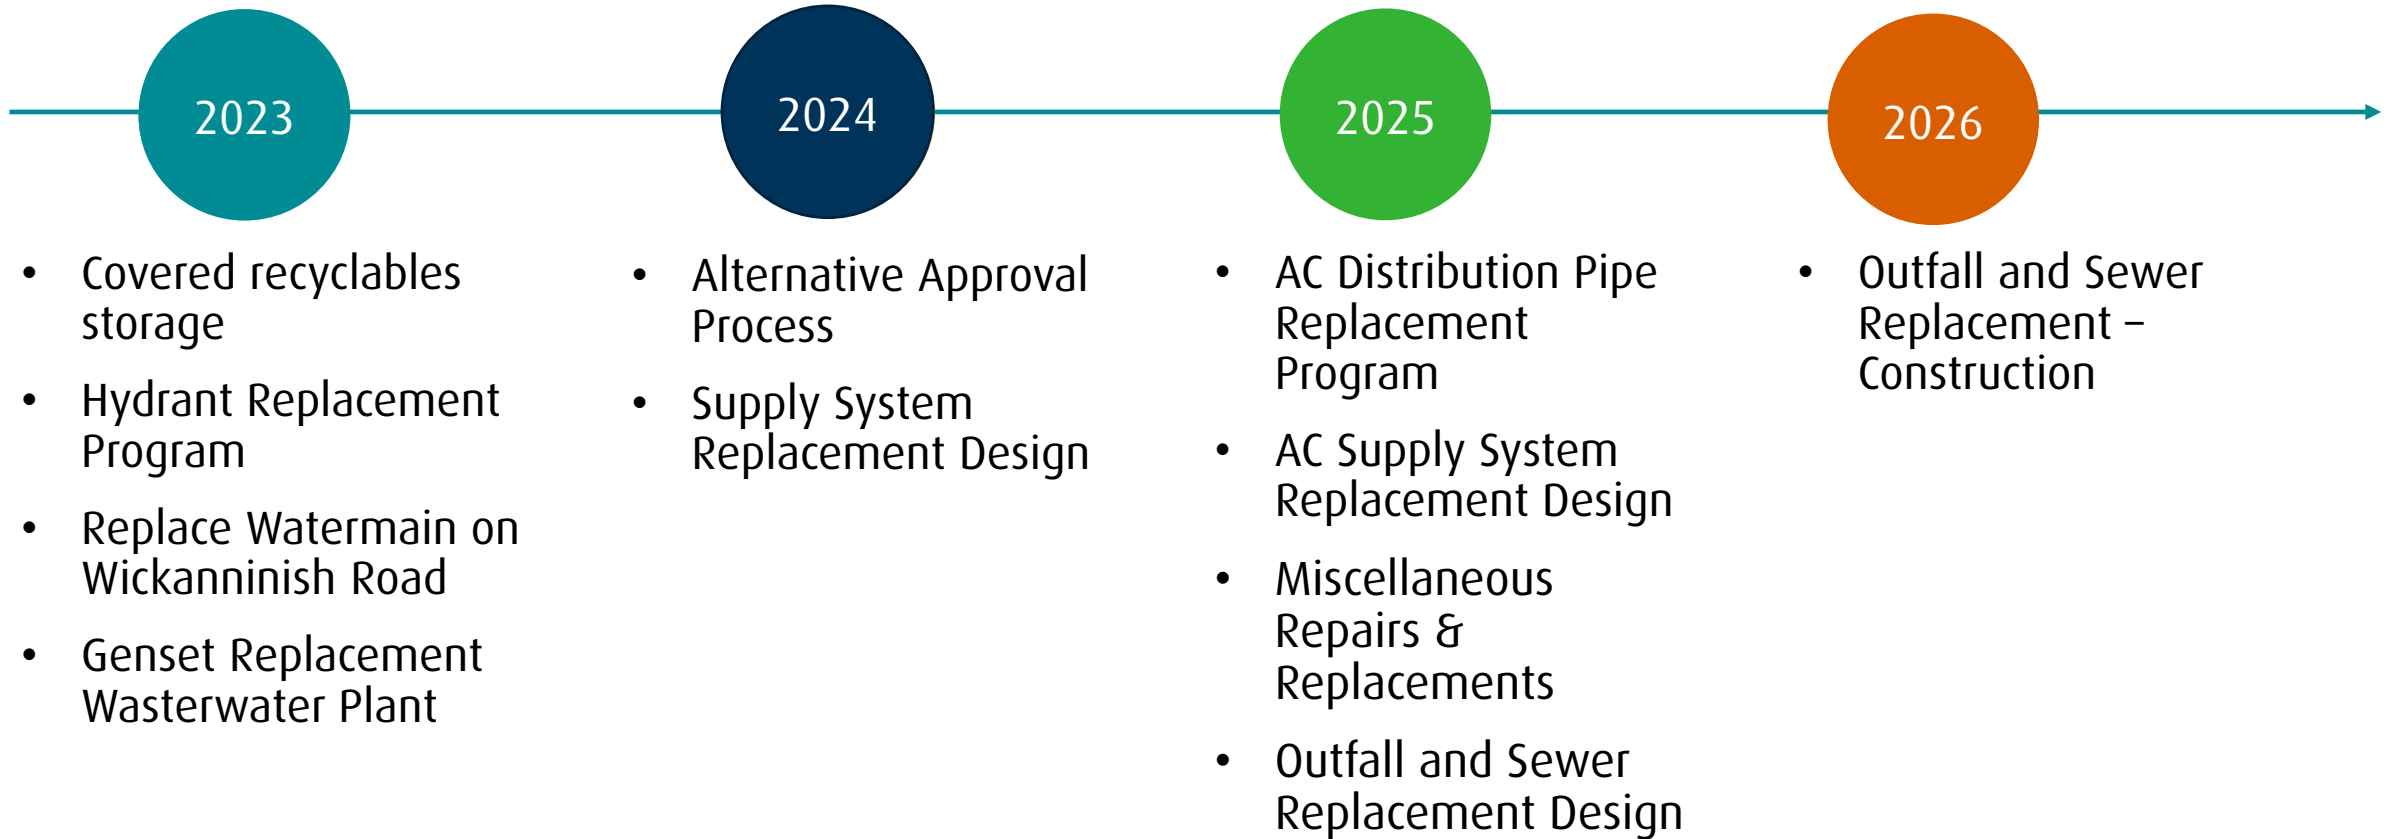 2023
2024
2025
2026
• Covered recyclables
storage
• Hydrant Replacement
Program
• Replace Watermain on
Wickanninish Road
• Genset Replacement
Wasterwater Plant
• Alternative Approval
Process
• Supply System
Replacement Design
• AC Distribution Pipe
Replacement
Program
• AC Supply System
Replacement Design
• Miscellaneous
Repairs &
Replacements
• Outfall and Sewer
Replacement Design
• Outfall and Sewer
Replacement –
Construction